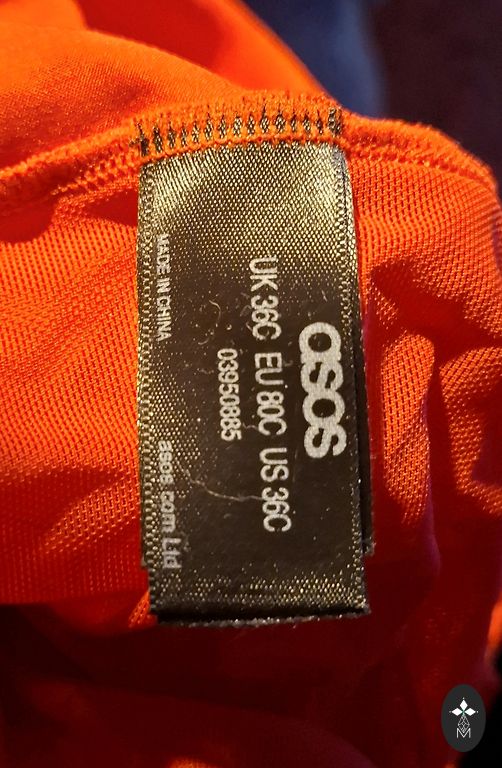 asos
UK 36C EU 80C US 36C
03950885
MADE IN CHINA
asos.com Ltd